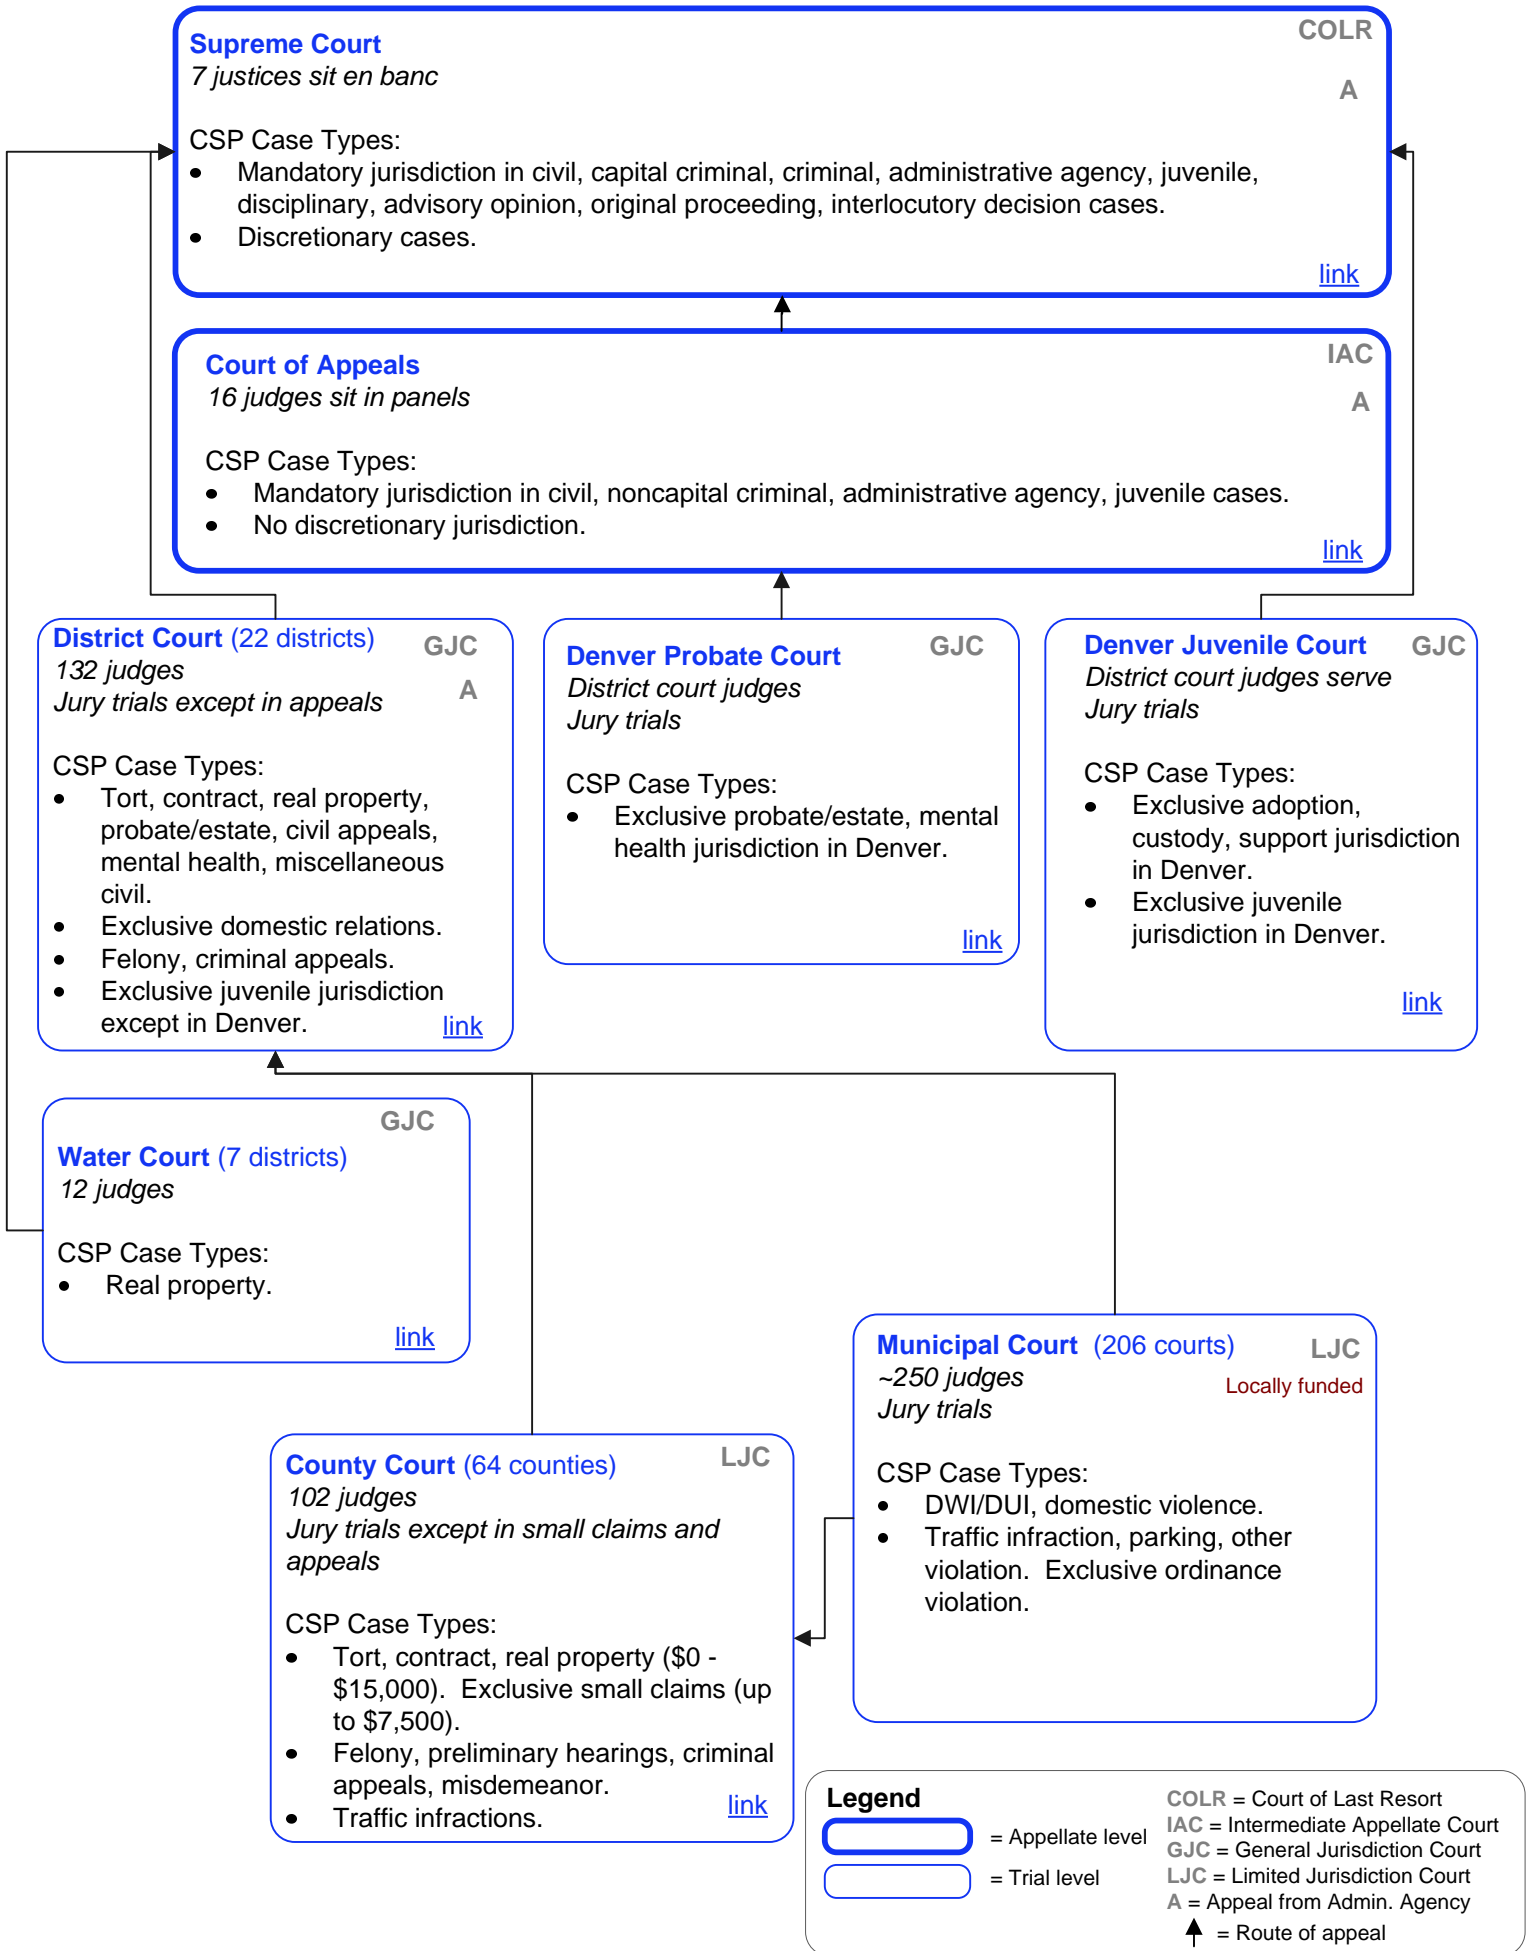 COLR
Supreme Court
7 justices sit en banc
A
CSP Case Types:
• Mandatory jurisdiction in civil, capital criminal, criminal, administrative agency, juvenile,
disciplinary, advisory opinion, original proceeding, interlocutory decision cases.
• Discretionary cases.
link
IAC
Court of Appeals
16 judges sit in panels
A
CSP Case Types:
• Mandatory jurisdiction in civil, noncapital criminal, administrative agency, juvenile cases.
• No discretionary jurisdiction.
link
District Court (22 districts) GJC
132 judges
A
Jury trials except in appeals
CSP Case Types:
• Tort, contract, real property,
probate/estate, civil appeals,
mental health, miscellaneous
civil.
• Exclusive domestic relations.
• Felony, criminal appeals.
• Exclusive juvenile jurisdiction
except in Denver. link
Denver Probate Court GJC
District court judges
Jury trials
CSP Case Types:
• Exclusive probate/estate, mental
health jurisdiction in Denver.
link
Denver Juvenile Court GJC
District court judges serve
Jury trials
CSP Case Types:
• Exclusive adoption,
custody, support jurisdiction
in Denver.
• Exclusive juvenile
jurisdiction in Denver.
link
GJC
Water Court (7 districts)
12 judges
CSP Case Types:
• Real property.
link
Municipal Court (206 courts) LJC
~250 judges
Locally funded
Jury trials
CSP Case Types:
• DWI/DUI, domestic violence.
• Traffic infraction, parking, other
violation. Exclusive ordinance
violation.
County Court (64 counties) LJC
102 judges
Jury trials except in small claims and
appeals
CSP Case Types:
• Tort, contract, real property ($0 -
$15,000). Exclusive small claims (up
to $7,500).
• Felony, preliminary hearings, criminal
appeals, misdemeanor.
• Traffic infractions. link
Legend
= Appellate level
= Trial level
COLR = Court of Last Resort
IAC = Intermediate Appellate Court
GJC = General Jurisdiction Court
LJC = Limited Jurisdiction Court
A = Appeal from Admin. Agency
= Route of appeal